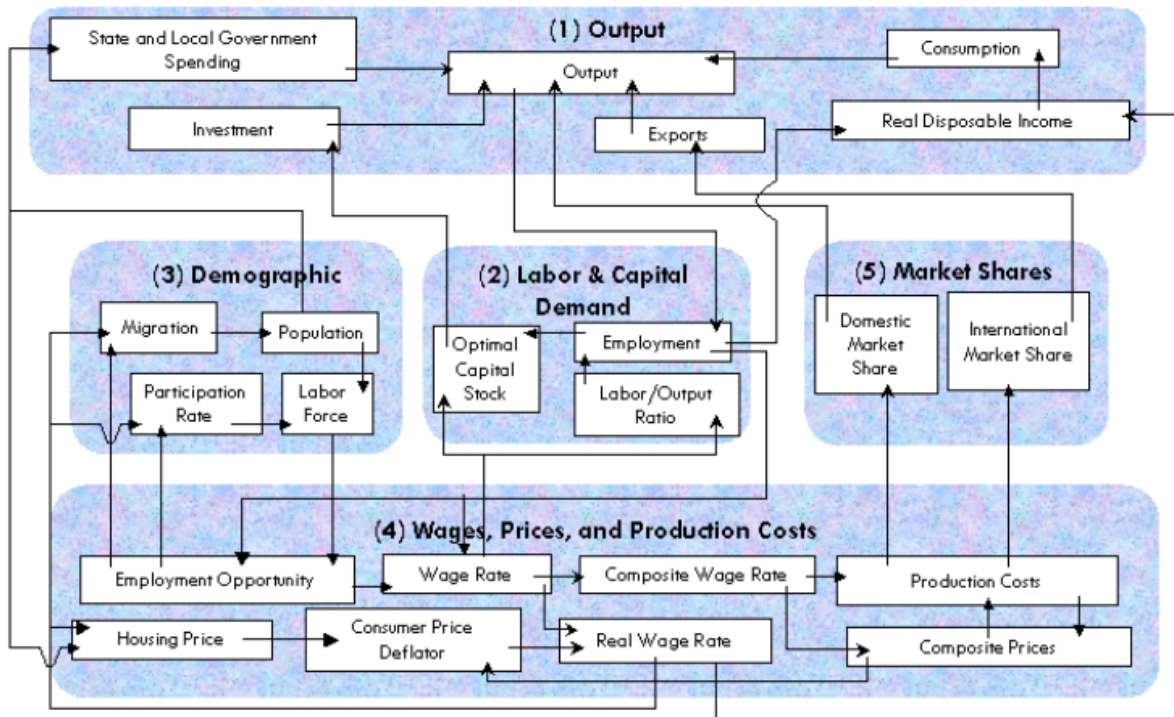 (1) Output
State and Local Government
Spending
Output
Consumption
Investment
Exports
Real Disposable Income
(3) Demographic
Migration
Population
Participation
Rate
Labor
Force
(2) Labor & Capital
Demand
Optimal
Capital
Stock
Employment
Labor/Output
Ratio
(5) Market Shares
Domestic
Market
Share
International
Market Share
(4) Wages, Prices, and Production Costs
Employment Opportunity
Wage Rate
Composite Wage Rate
Production Costs
Housing Price
Consumer Price
Deflator
Real Wage Rate
Composite Prices